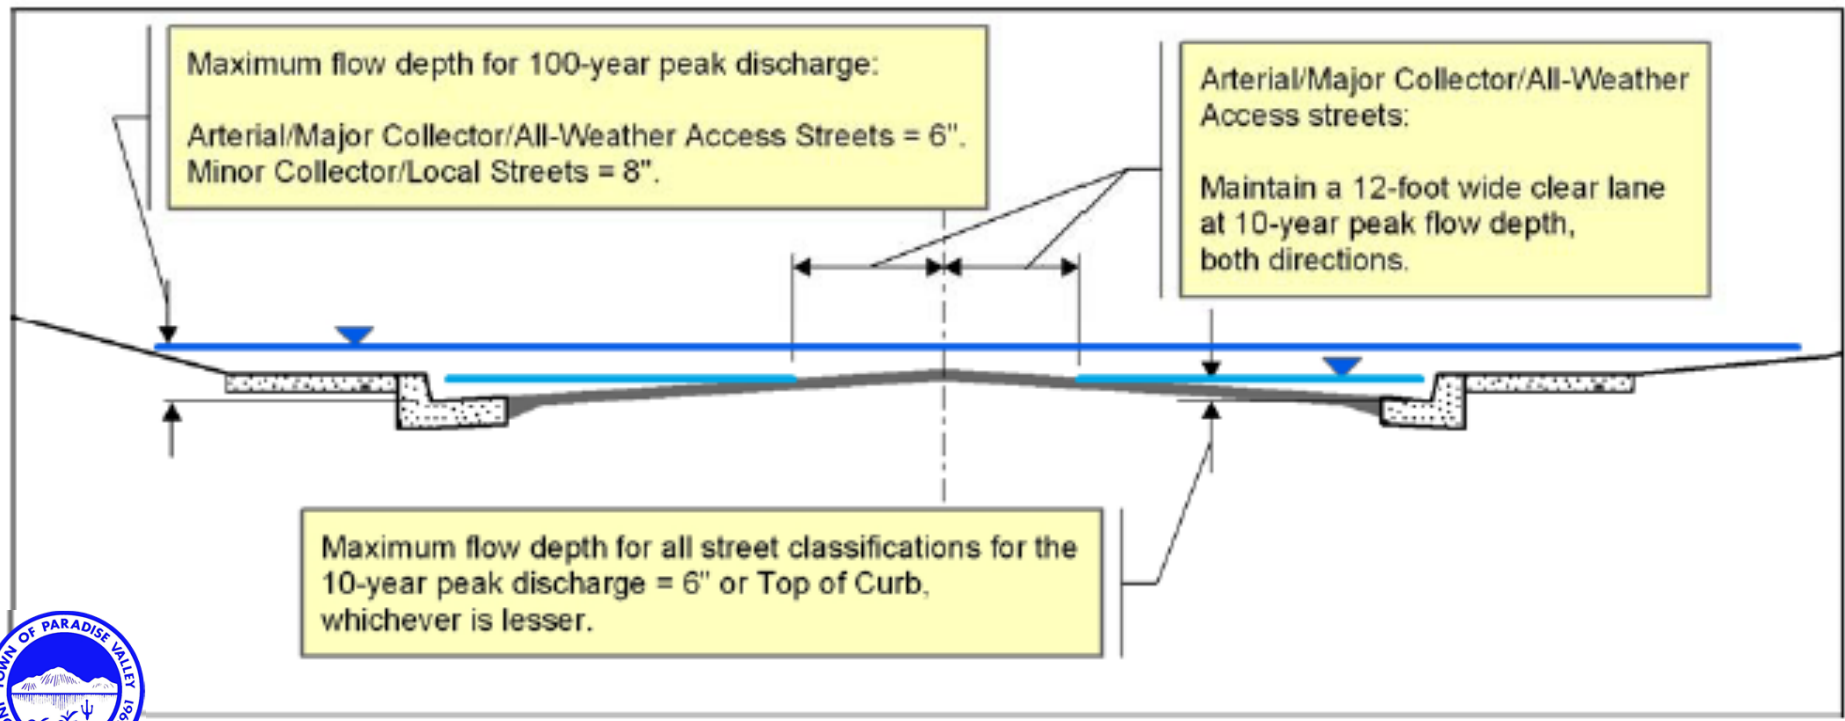 Maximum flow depth for 100-year peak discharge:
Arterial/Major Collector/All-Weather Access Streets = 6".
Minor Collector/Local Streets = 8".
Arterial/Major Collector/All-Weather
Access streets:
Maintain a 12-foot wide clear lane
at 10-year peak flow depth,
both directions.
Maximum flow depth for all street classifications for the
10-year peak discharge = 6" or Top of Curb,
whichever is lesser.
TOWN OF PARADISE VALLEY